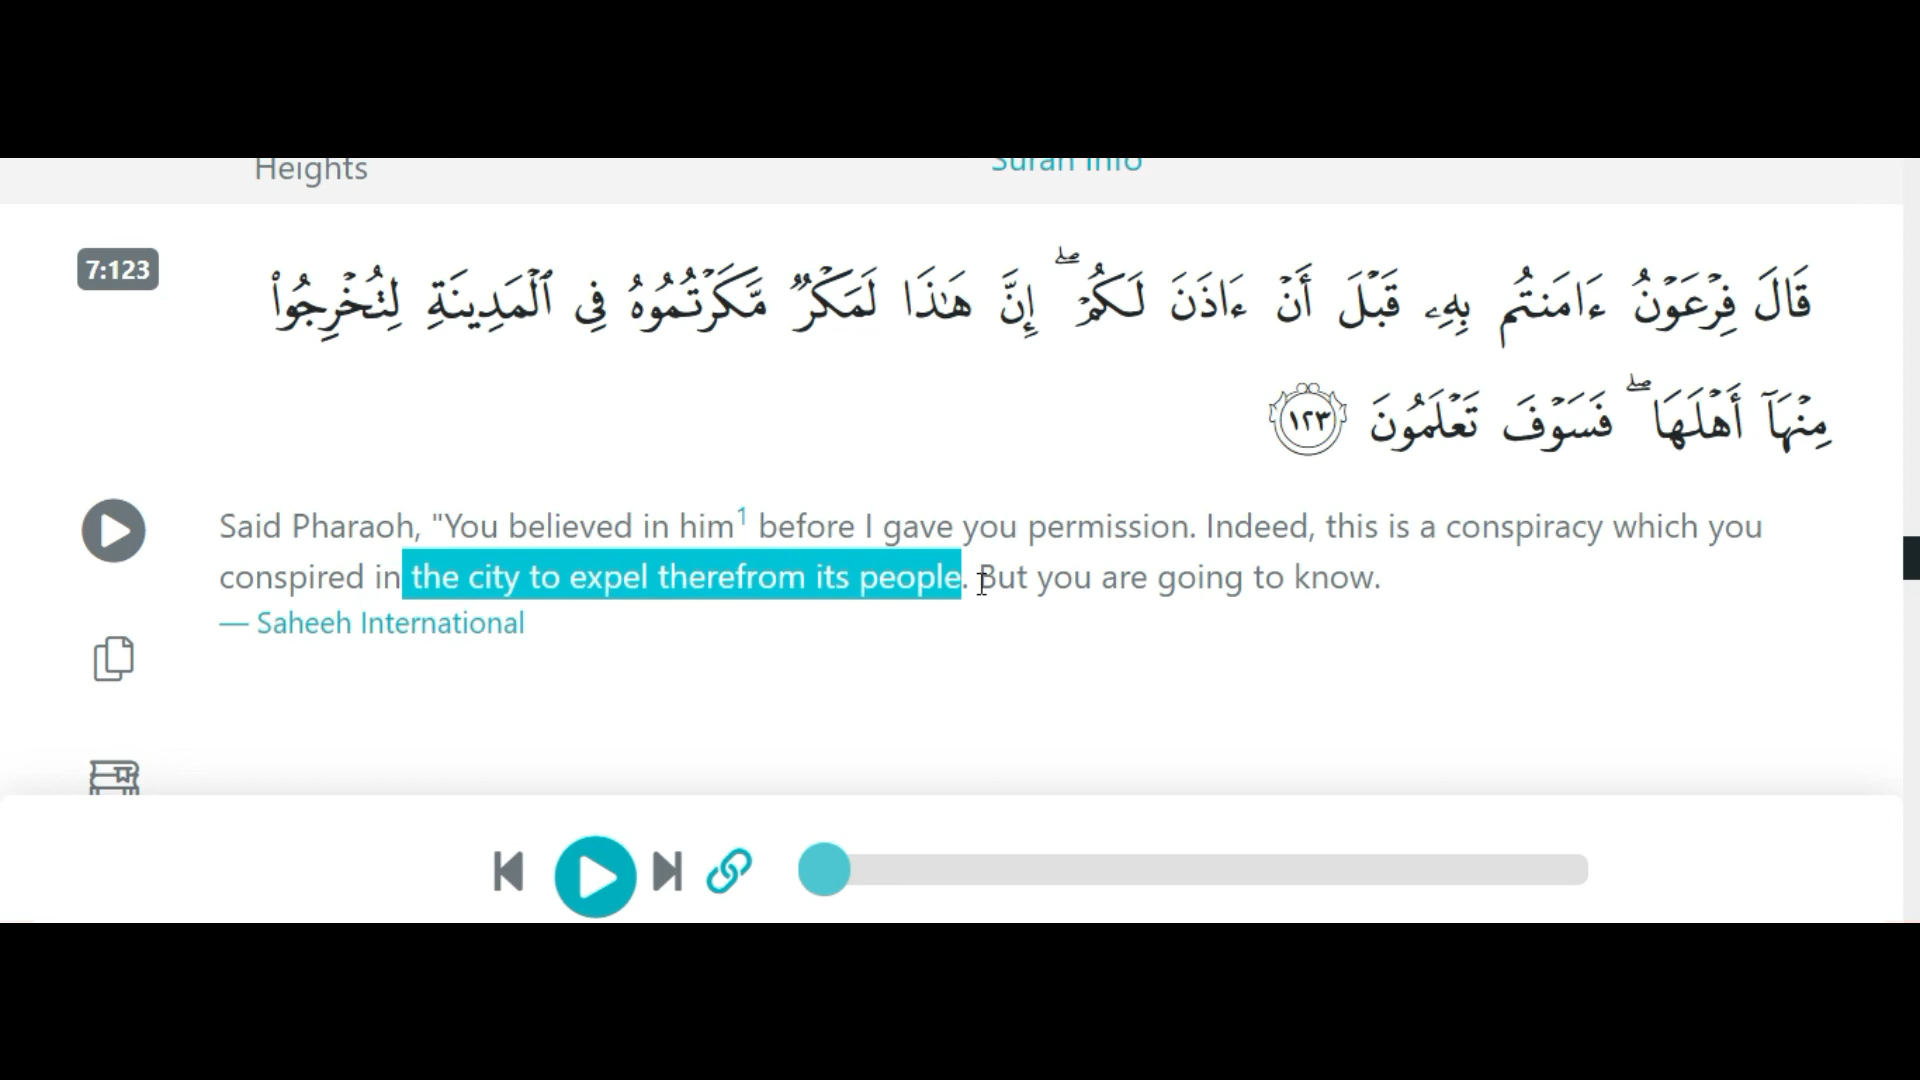 Heights
Surah Info
7:123
قَالَ فِرْعَوْنُ ءَامَنتُم بِهِۦ قَبْلَ أَنْ ءَاذَنَ لَكُمْ ۖ إِنَّ هَـٰذَا لَمَكْرٌ مَّكَرْتُمُوهُ فِى ٱلْمَدِينَةِ لِتُخْرِجُوا۟
مِنْهَآ أَهْلَهَا ۖ فَسَوْفَ تَعْلَمُونَ ١٢٣
Said Pharaoh, "You believed in him1 before I gave you permission. Indeed, this is a conspiracy which you
conspired in the city to expel therefrom its people. But you are going to know.
— Saheeh International